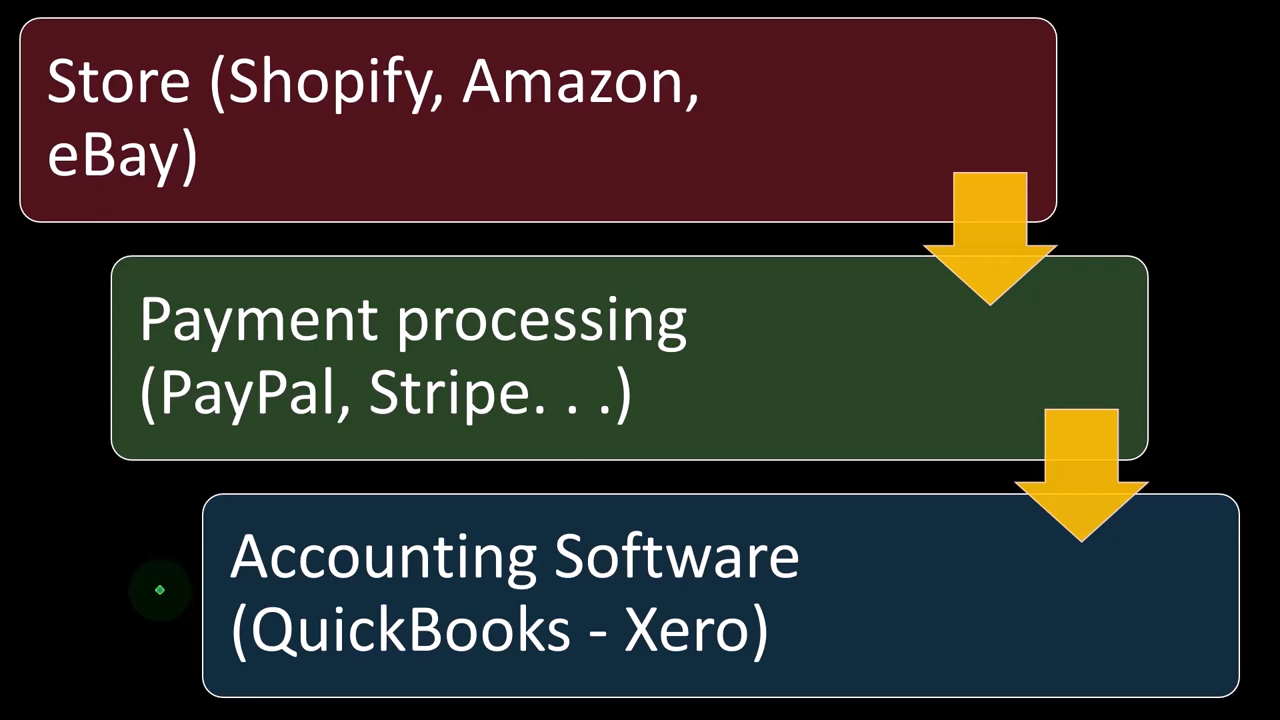 Store (Shopify, Amazon,
eBay)
Payment processing
(PayPal, Stripe. . .)
Accounting Software
(QuickBooks - Xero)